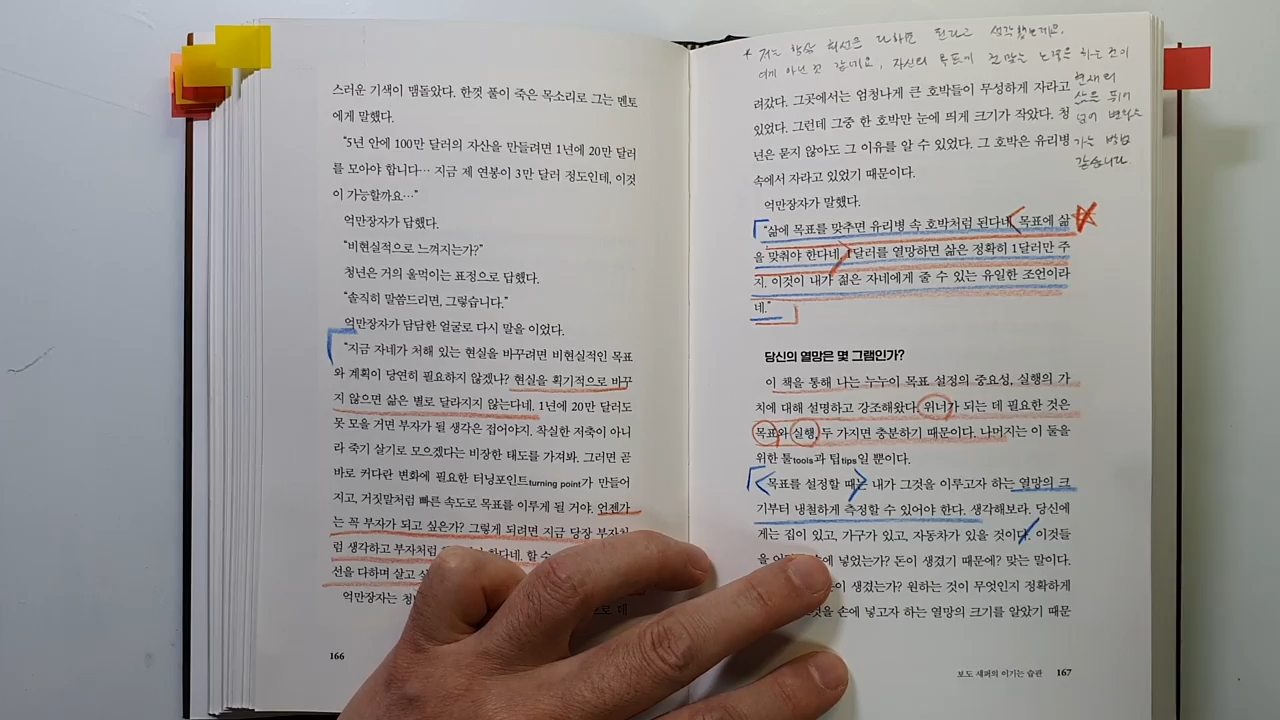 스러운 기색이 맴돌았다. 한껏 풀이 죽은 목소리로 그는 멘토
에게 말했다.
“5년 안에 100만 달러의 자산을 만들려면 1년에 20만 달러
를 모아야 합니다… 지금 제 연봉이 3만 달러 정도인데, 이것
이 가능할까요…”
억만장자가 답했다.
“비현실적으로 느껴지는가?”
청년은 거의 울먹이는 표정으로 답했다.
“솔직히 말씀드리면, 그렇습니다.”
억만장자가 담담한 얼굴로 다시 말을 이었다.
“지금 자네가 처해 있는 현실을 바꾸려면 비현실적인 목표
와 계획이 당연히 필요하지 않겠나? 현실을 획기적으로 바꾸
지 않으면 삶은 별로 달라지지 않는다네. 1년에 20만 달러도
못 모을 거면 부자가 될 생각은 접어야지. 착실한 저축이 아니
라 죽기 살기로 모으겠다는 비장한 태도를 가져봐. 그러면 곧
바로 커다란 변화에 필요한 터닝포인트turning point가 만들어
지고, 거짓말처럼 빠른 속도로 목표를 이루게 될 거야. 언젠가
는 꼭 부자가 되고 싶은가? 그렇게 되려면 지금 당장 부자처
럼 생각하고 부자처럼
선을 다하며 살고
억만장자는
네
166
+ 저는 항상 최선을 다하면 된다고 생각했는데요.
여기 아닌 것 같네요, 자신의 목표에 걸맞는 노력을 하는 것이
현재의
삶을 뛰어
넘어
가는 방법
같습니다.
려갔다. 그곳에서는 엄청나게 큰 호박들이 무성하게 자라고
있었다. 그런데 그중 한 호박만 눈에 띄게 크기가 작았다. 청
년은 묻지 않아도 그 이유를 알 수 있었다. 그 호박은 유리병
속에서 자라고 있었기 때문이다.
억만장자가 말했다.
“삶에 목표를 맞추면 유리병 속 호박처럼 된다네. 목표에 삶
을 맞춰야 한다네. 1달러를 열망하면 삶은 정확히 1달러만 주
지. 이것이 내가 젊은 자네에게 줄 수 있는 유일한 조언이라
네.”
당신의 열망은 몇 그램인가?
이 책을 통해 나는 누누이 목표 설정의 중요성, 실행의 가
치에 대해 설명하고 강조해왔다. 위너가 되는 데 필요한 것은
목표와 실행, 두 가지면 충분하기 때문이다. 나머지는 이 둘을
위한 툴tools과 팁tips일 뿐이다.
목표를 설정할 때는 내가 그것을 이루고자 하는 열망의 크
기부터 냉철하게 측정할 수 있어야 한다. 생각해보라. 당신에
게는 집이 있고, 가구가 있고, 자동차가 있을 것이다. 이것들
을 넣었는가? 돈이 생겼기 때문에? 맞는 말이다.
생겼는가? 원하는 것이 무엇인지 정확하게
손에 넣고자 하는 열망의 크기를 알았기 때문
보도 섀퍼의 이기는 습관 167